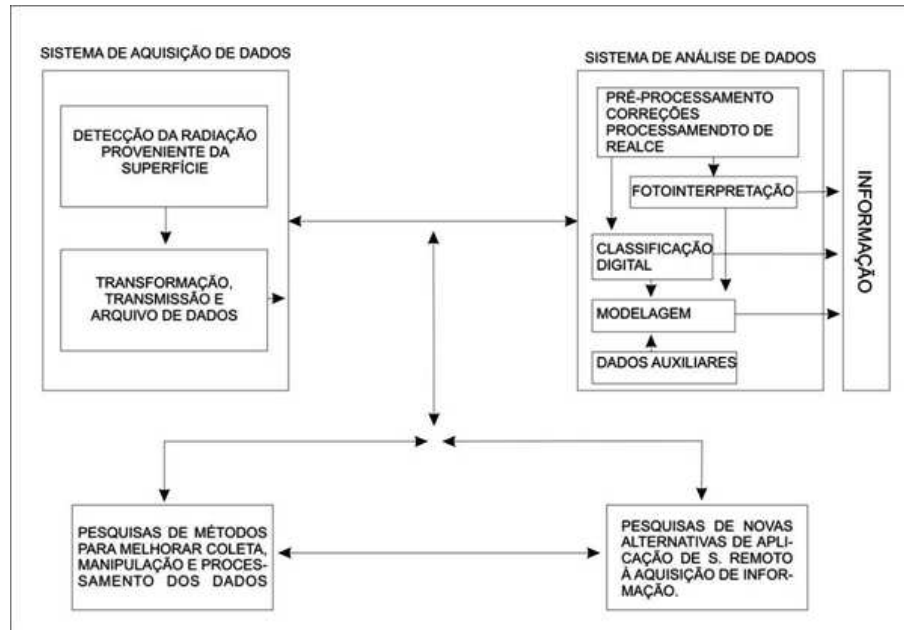 SISTEMA DE AQUISIÇÃO DE DADOS
DETECÇÃO DA RADIAÇÃO
PROVENIENTE DA
SUPERFÍCIE
TRANSFORMAÇÃO,
TRANSMISSÃO E
ARQUIVO DE DADOS
SISTEMA DE ANÁLISE DE DADOS
PRÉ-PROCESSAMENTO
CORREÇÕES
PROCESSAMENDTO DE
REALCE
FOTOINTERPRETAÇÃO
CLASSIFICAÇÃO
DIGITAL
MODELAGEM
DADOS AUXILIARES
INFORMAÇÃO
PESQUISAS DE MÉTODOS
PARA MELHORAR COLETA,
MANIPULAÇÃO E PROCES-
SAMENTO DOS DADOS
PESQUISAS DE NOVAS
ALTERNATIVAS DE APLI-
CAÇÃO DE S. REMOTO
À AQUISIÇÃO DE INFOR-
MAÇÃO.